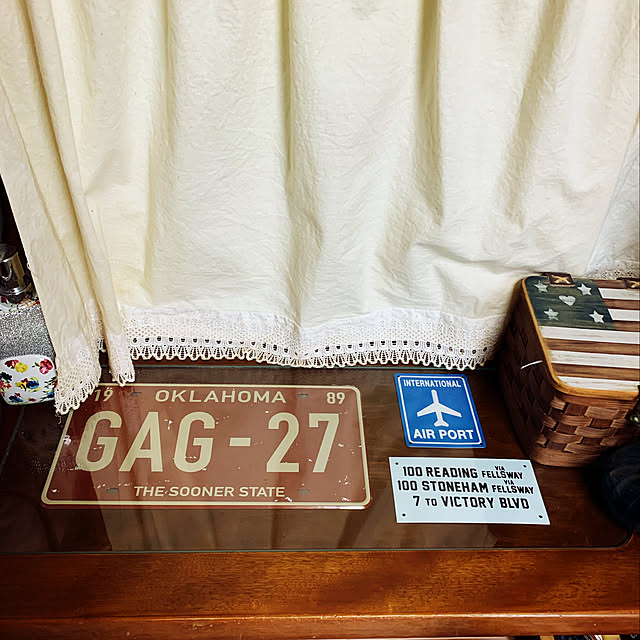 79 OKLAHOMA 89
GAG-27
THE SOONER STATE
INTERNATIONAL
AIR PORT
100 READING VIA FELLSWAY
100 STONEHAM VIA FELLSWAY
7 TO VICTORY BLVD